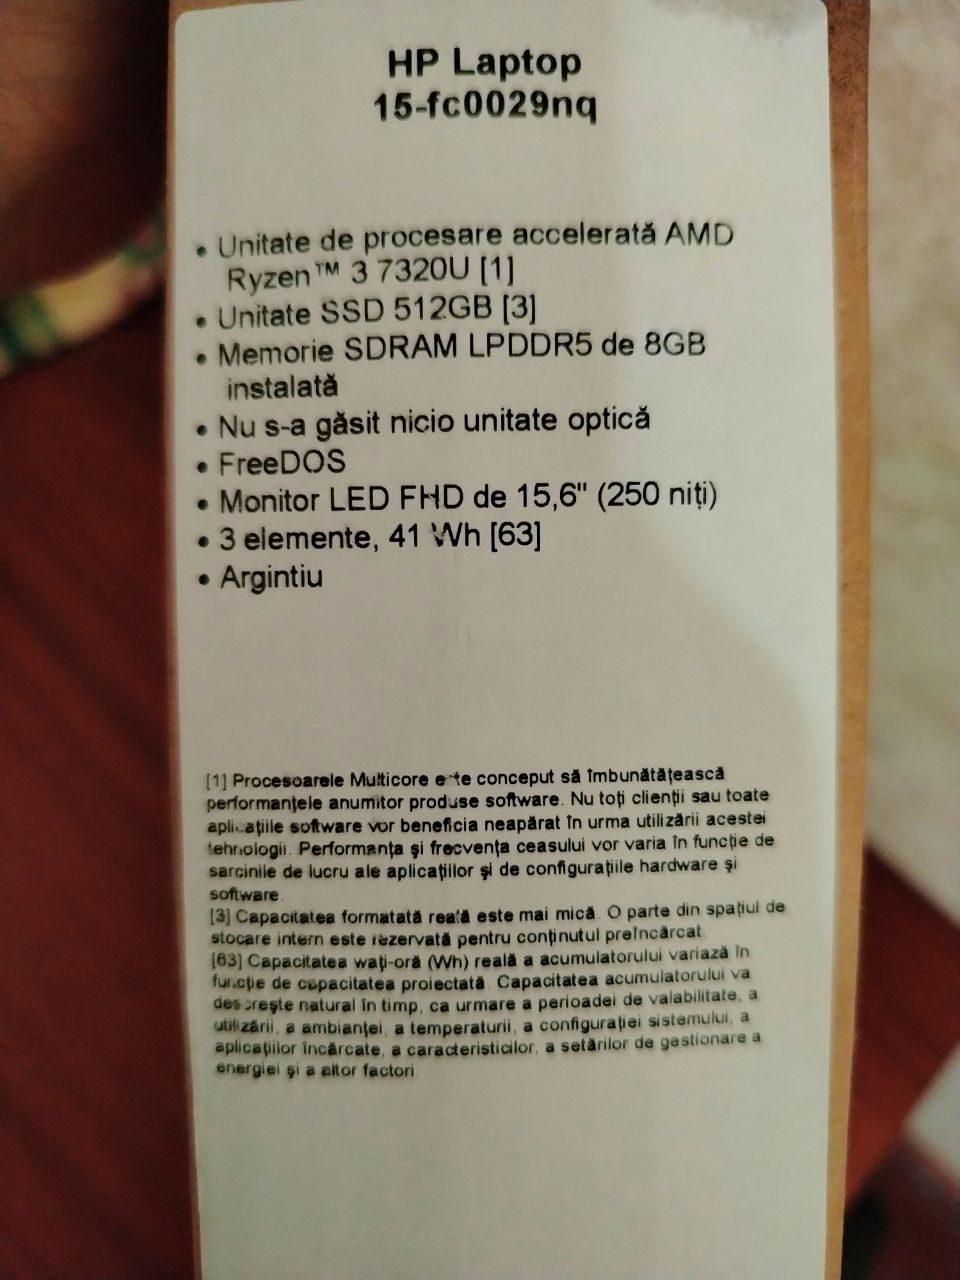 HP Laptop
15-fc0029nq
• Unitate de procesare accelerată AMD
Ryzen™ 3 7320U [1]
• Unitate SSD 512GB [3]
• Memorie SDRAM LPDDR5 de 8GB
instalată
• Nu s-a găsit nicio unitate optică
• FreeDOS
• Monitor LED FHD de 15,6" (250 niți)
• 3 elemente, 41 Wh [63]
• Argintiu
[1] Procesoarele Multicore este conceput să îmbunătățească
performanțele anumitor produse software. Nu toți clienții sau toate
aplicațiile software vor beneficia neapărat în urma utilizării acestei
tehnologii. Performanța și frecvența ceasului vor varia în funcție de
sarcinile de lucru ale aplicațiilor și de configurațiile hardware și
software.
[3] Capacitatea formatată reală este mai mică. O parte din spațiul de
stocare intern este rezervată pentru conținutul preîncărcat.
[63] Capacitatea wați-oră (Wh) reală a acumulatorului variază în
funcție de capacitatea proiectată. Capacitatea acumulatorului va
descrește natural în timp, ca urmare a perioadei de valabilitate, a
utilizării, a ambianței, a temperaturii, a configurației sistemului, a
aplicațiilor încărcate, a caracteristicilor, a setărilor de gestionare a
energiei și a altor factori.